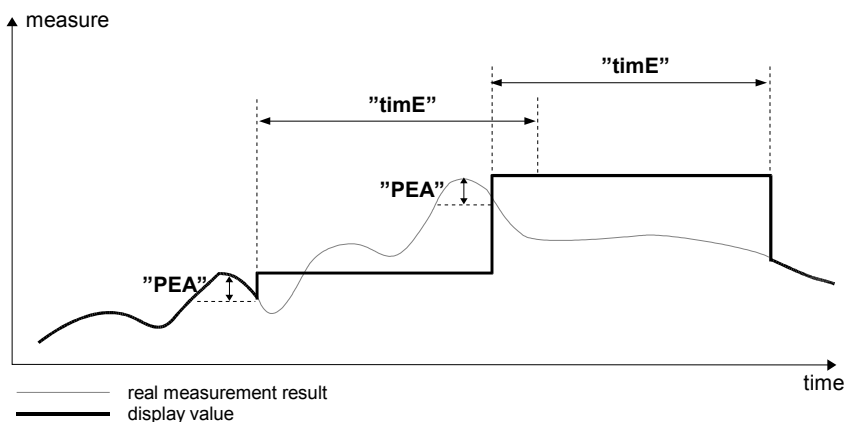 measure
”timE”
”timE”
”PEA”
”PEA”
time
real measurement result
display value